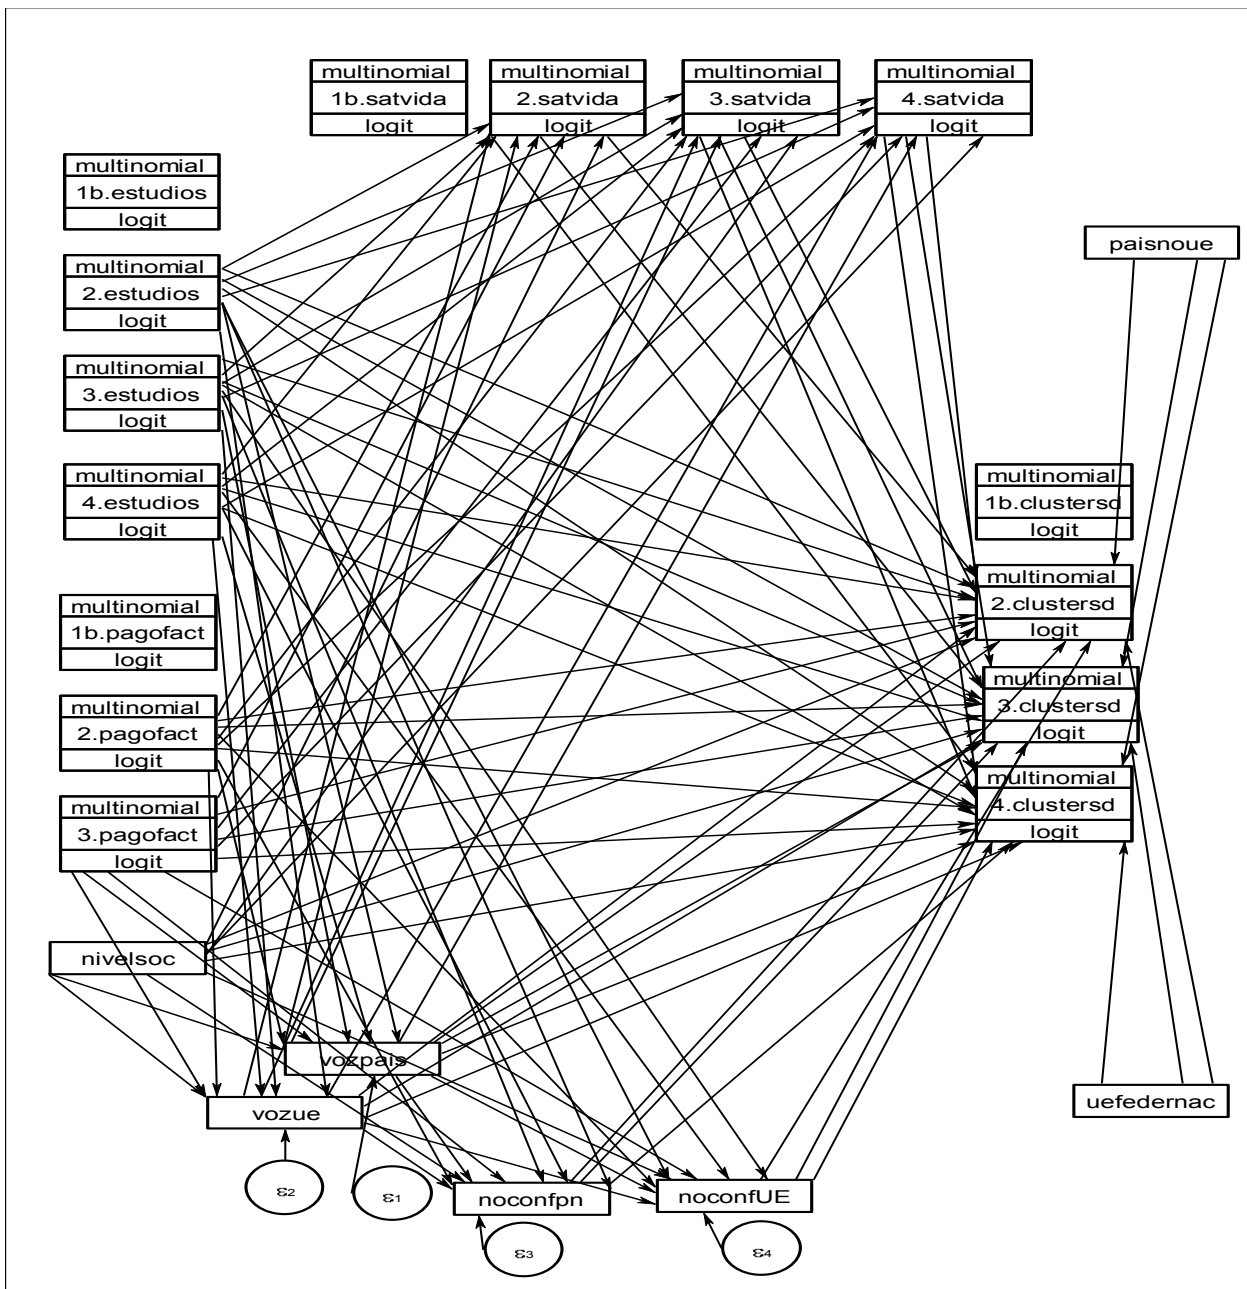 multinomial
1b.satvida
logit
multinomial
2.satvida
logit
multinomial
3.satvida
logit
multinomial
4.satvida
logit
multinomial
1b.estudios
logit
multinomial
2.estudios
logit
multinomial
3.estudios
logit
multinomial
4.estudios
logit
multinomial
1b.pagofact
logit
multinomial
2.pagofact
logit
multinomial
3.pagofact
logit
nivelsoc
vozpais
vozue
ε2
ε1
noconfpn
noconfUE
ε3
ε4
paisnoue
multinomial
1b.clustersd
logit
multinomial
2.clustersd
logit
multinomial
3.clustersd
logit
multinomial
4.clustersd
logit
uefedernac